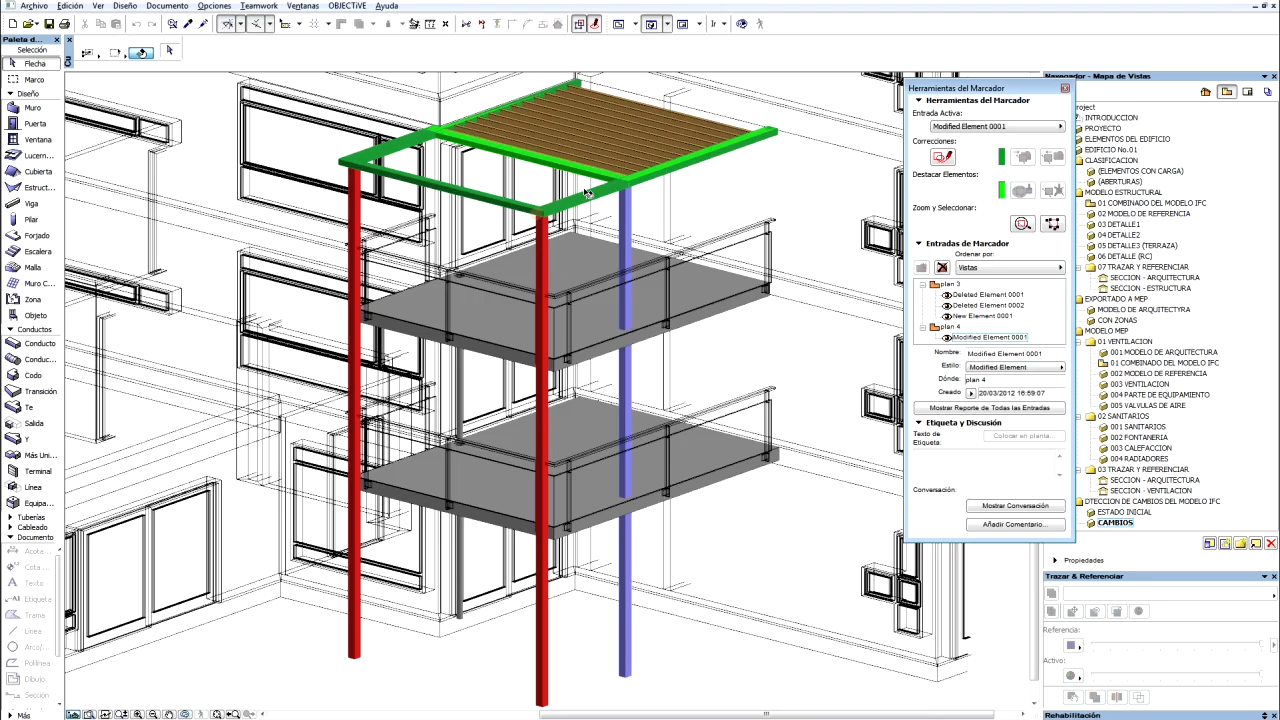 Archivo Edición Ver Diseño Documento Opciones Teamwork Ventanas OBJECTiVE Ayuda
Paleta d...
Selección
Flecha
Marco
Diseño
Muro
Puerta
Ventana
Lucern...
Cubierta
Estruct...
Viga
Pilar
Forjado
Escalera
Malla
Muro C...
Zona
Objeto
Conductos
Conducto
Conduc...
Codo
Transición
Te
Salida
Y
Más Uni...
Terminal
Línea
Equipa...
Tuberías
Cableado
Documento
Acota...
Cota ...
Texto
Etiqueta
Trama
Línea
Arco/...
Polilínea
Dibujo
Sección
Más
Herramientas del Marcador
Herramientas del Marcador
Entrada Activa:
Modified Element 0001
Correcciones:
Destacar Elementos:
Zoom y Seleccionar:
Entradas de Marcador
Ordenar por:
Vistas
plan 3
Deleted Element 0001
Deleted Element 0002
New Element 0001
plan 4
Modified Element 0001
Nombre: Modified Element 0001
Estilo: Modified Element
Dónde: plan 4
Creado 20/03/2012 16:59:07
Mostrar Reporte de Todas las Entradas
Etiqueta y Discusión
Texto de Etiqueta: Colocar en planta...
Conversación:
Mostrar Conversación
Añadir Comentario...
Navegador - Mapa de Vistas
roject
INTRODUCCION
PROYECTO
ELEMENTOS DEL EDIFICIO
EDIFICIO No.01
CLASIFICACION
(ELEMENTOS CON CARGA)
(ABERTURAS)
MODELO ESTRUCTURAL
01 COMBINADO DEL MODELO IFC
02 MODELO DE REFERENCIA
03 DETALLE1
04 DETALLE2
05 DETALLE3 (TERRAZA)
06 DETALLE (RC)
07 TRAZAR Y REFERENCIAR
SECCION - ARQUITECTURA
SECCION - ESTRUCTURA
EXPORTADO A MEP
MODELO DE ARQUITECTYRA
CON ZONAS
MODELO MEP
01 VENTILACION
001 MODELO DE ARQUITECTURA
01 COMBINADO DEL MODELO IFC
002 MODELO DE REFERENCIA
003 VENTILACION
004 PARTE DE EQUIPAMIENTO
005 VALVULAS DE AIRE
02 SANITARIOS
001 SANITARIOS
002 FONTANERIA
003 CALEFACCION
004 RADIADORES
03 TRAZAR Y REFERENCIAR
SECCION - ARQUITECTURA
SECCION - VENTILACION
DTECCION DE CAMBIOS DEL MODELO IFC
ESTADO INICIAL
CAMBIOS
Propiedades
Trazar & Referenciar
Referencia:
Activo:
Rehabilitación